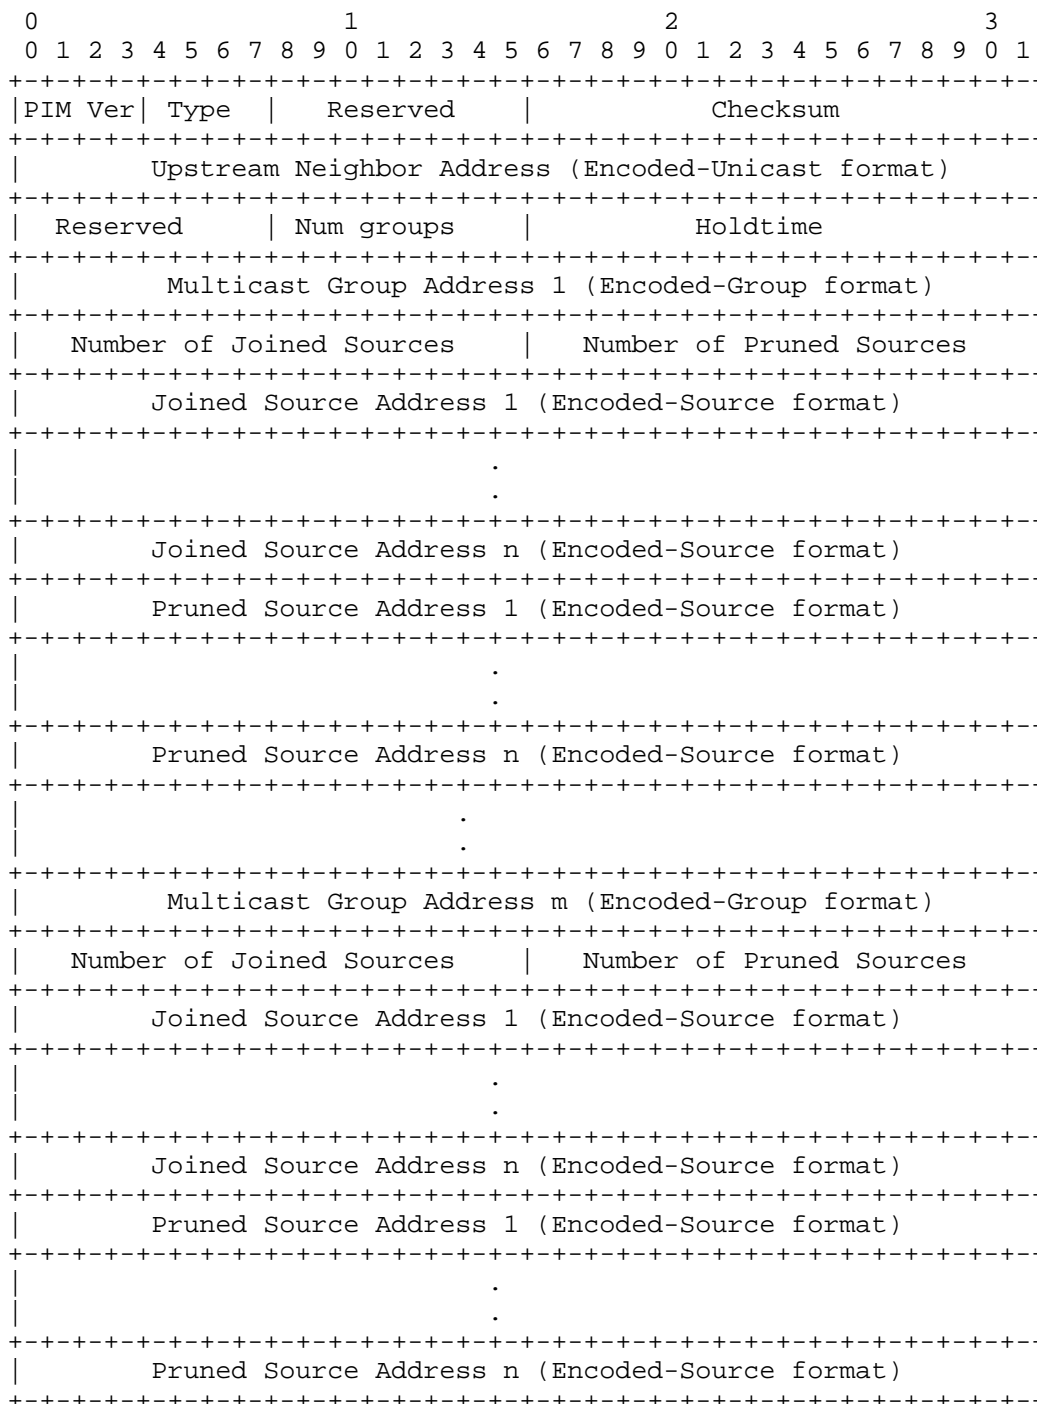 0                   1                   2                   3
 0 1 2 3 4 5 6 7 8 9 0 1 2 3 4 5 6 7 8 9 0 1 2 3 4 5 6 7 8 9 0 1
+-+-+-+-+-+-+-+-+-+-+-+-+-+-+-+-+-+-+-+-+-+-+-+-+-+-+-+-+-+-+-+-+-
|PIM Ver| Type  |   Reserved    |           Checksum
+-+-+-+-+-+-+-+-+-+-+-+-+-+-+-+-+-+-+-+-+-+-+-+-+-+-+-+-+-+-+-+-+-
|        Upstream Neighbor Address (Encoded-Unicast format)
+-+-+-+-+-+-+-+-+-+-+-+-+-+-+-+-+-+-+-+-+-+-+-+-+-+-+-+-+-+-+-+-+-
|  Reserved     | Num groups    |          Holdtime
+-+-+-+-+-+-+-+-+-+-+-+-+-+-+-+-+-+-+-+-+-+-+-+-+-+-+-+-+-+-+-+-+-
|         Multicast Group Address 1 (Encoded-Group format)
+-+-+-+-+-+-+-+-+-+-+-+-+-+-+-+-+-+-+-+-+-+-+-+-+-+-+-+-+-+-+-+-+-
|   Number of Joined Sources    |   Number of Pruned Sources
+-+-+-+-+-+-+-+-+-+-+-+-+-+-+-+-+-+-+-+-+-+-+-+-+-+-+-+-+-+-+-+-+-
|        Joined Source Address 1 (Encoded-Source format)
+-+-+-+-+-+-+-+-+-+-+-+-+-+-+-+-+-+-+-+-+-+-+-+-+-+-+-+-+-+-+-+-+-
|                             .
|                             .
+-+-+-+-+-+-+-+-+-+-+-+-+-+-+-+-+-+-+-+-+-+-+-+-+-+-+-+-+-+-+-+-+-
|        Joined Source Address n (Encoded-Source format)
+-+-+-+-+-+-+-+-+-+-+-+-+-+-+-+-+-+-+-+-+-+-+-+-+-+-+-+-+-+-+-+-+-
|        Pruned Source Address 1 (Encoded-Source format)
+-+-+-+-+-+-+-+-+-+-+-+-+-+-+-+-+-+-+-+-+-+-+-+-+-+-+-+-+-+-+-+-+-
|                             .
|                             .
+-+-+-+-+-+-+-+-+-+-+-+-+-+-+-+-+-+-+-+-+-+-+-+-+-+-+-+-+-+-+-+-+-
|        Pruned Source Address n (Encoded-Source format)
+-+-+-+-+-+-+-+-+-+-+-+-+-+-+-+-+-+-+-+-+-+-+-+-+-+-+-+-+-+-+-+-+-
|                           .
|                           .
+-+-+-+-+-+-+-+-+-+-+-+-+-+-+-+-+-+-+-+-+-+-+-+-+-+-+-+-+-+-+-+-+-
|         Multicast Group Address m (Encoded-Group format)
+-+-+-+-+-+-+-+-+-+-+-+-+-+-+-+-+-+-+-+-+-+-+-+-+-+-+-+-+-+-+-+-+-
|   Number of Joined Sources    |   Number of Pruned Sources
+-+-+-+-+-+-+-+-+-+-+-+-+-+-+-+-+-+-+-+-+-+-+-+-+-+-+-+-+-+-+-+-+-
|        Joined Source Address 1 (Encoded-Source format)
+-+-+-+-+-+-+-+-+-+-+-+-+-+-+-+-+-+-+-+-+-+-+-+-+-+-+-+-+-+-+-+-+-
|                             .
|                             .
+-+-+-+-+-+-+-+-+-+-+-+-+-+-+-+-+-+-+-+-+-+-+-+-+-+-+-+-+-+-+-+-+-
|        Joined Source Address n (Encoded-Source format)
+-+-+-+-+-+-+-+-+-+-+-+-+-+-+-+-+-+-+-+-+-+-+-+-+-+-+-+-+-+-+-+-+-
|        Pruned Source Address 1 (Encoded-Source format)
+-+-+-+-+-+-+-+-+-+-+-+-+-+-+-+-+-+-+-+-+-+-+-+-+-+-+-+-+-+-+-+-+-
|                             .
|                             .
+-+-+-+-+-+-+-+-+-+-+-+-+-+-+-+-+-+-+-+-+-+-+-+-+-+-+-+-+-+-+-+-+-
|        Pruned Source Address n (Encoded-Source format)
+-+-+-+-+-+-+-+-+-+-+-+-+-+-+-+-+-+-+-+-+-+-+-+-+-+-+-+-+-+-+-+-+-